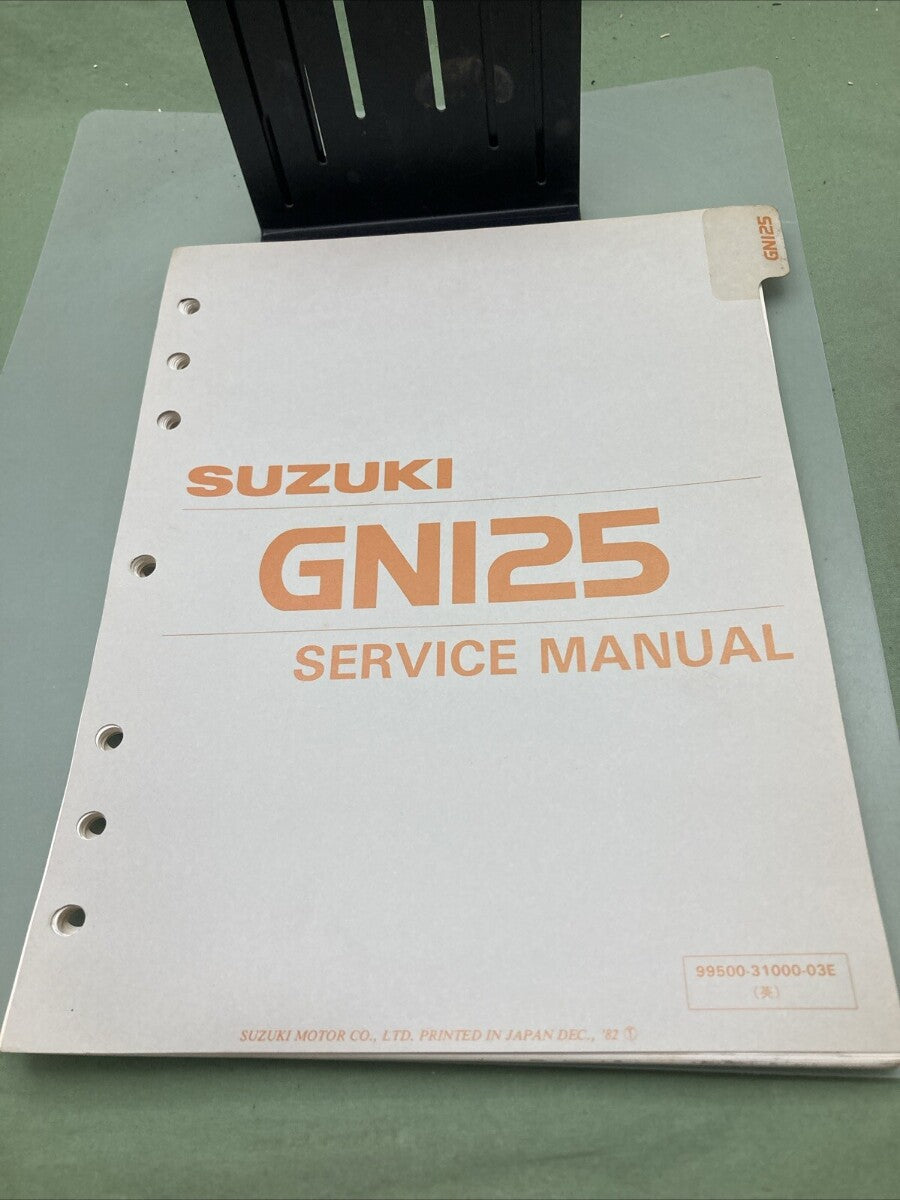 GN125
SUZUKI
GN125
SERVICE MANUAL
99500-31000-03E
(英)
SUZUKI MOTOR CO., LTD. PRINTED IN JAPAN DEC., '82 ①